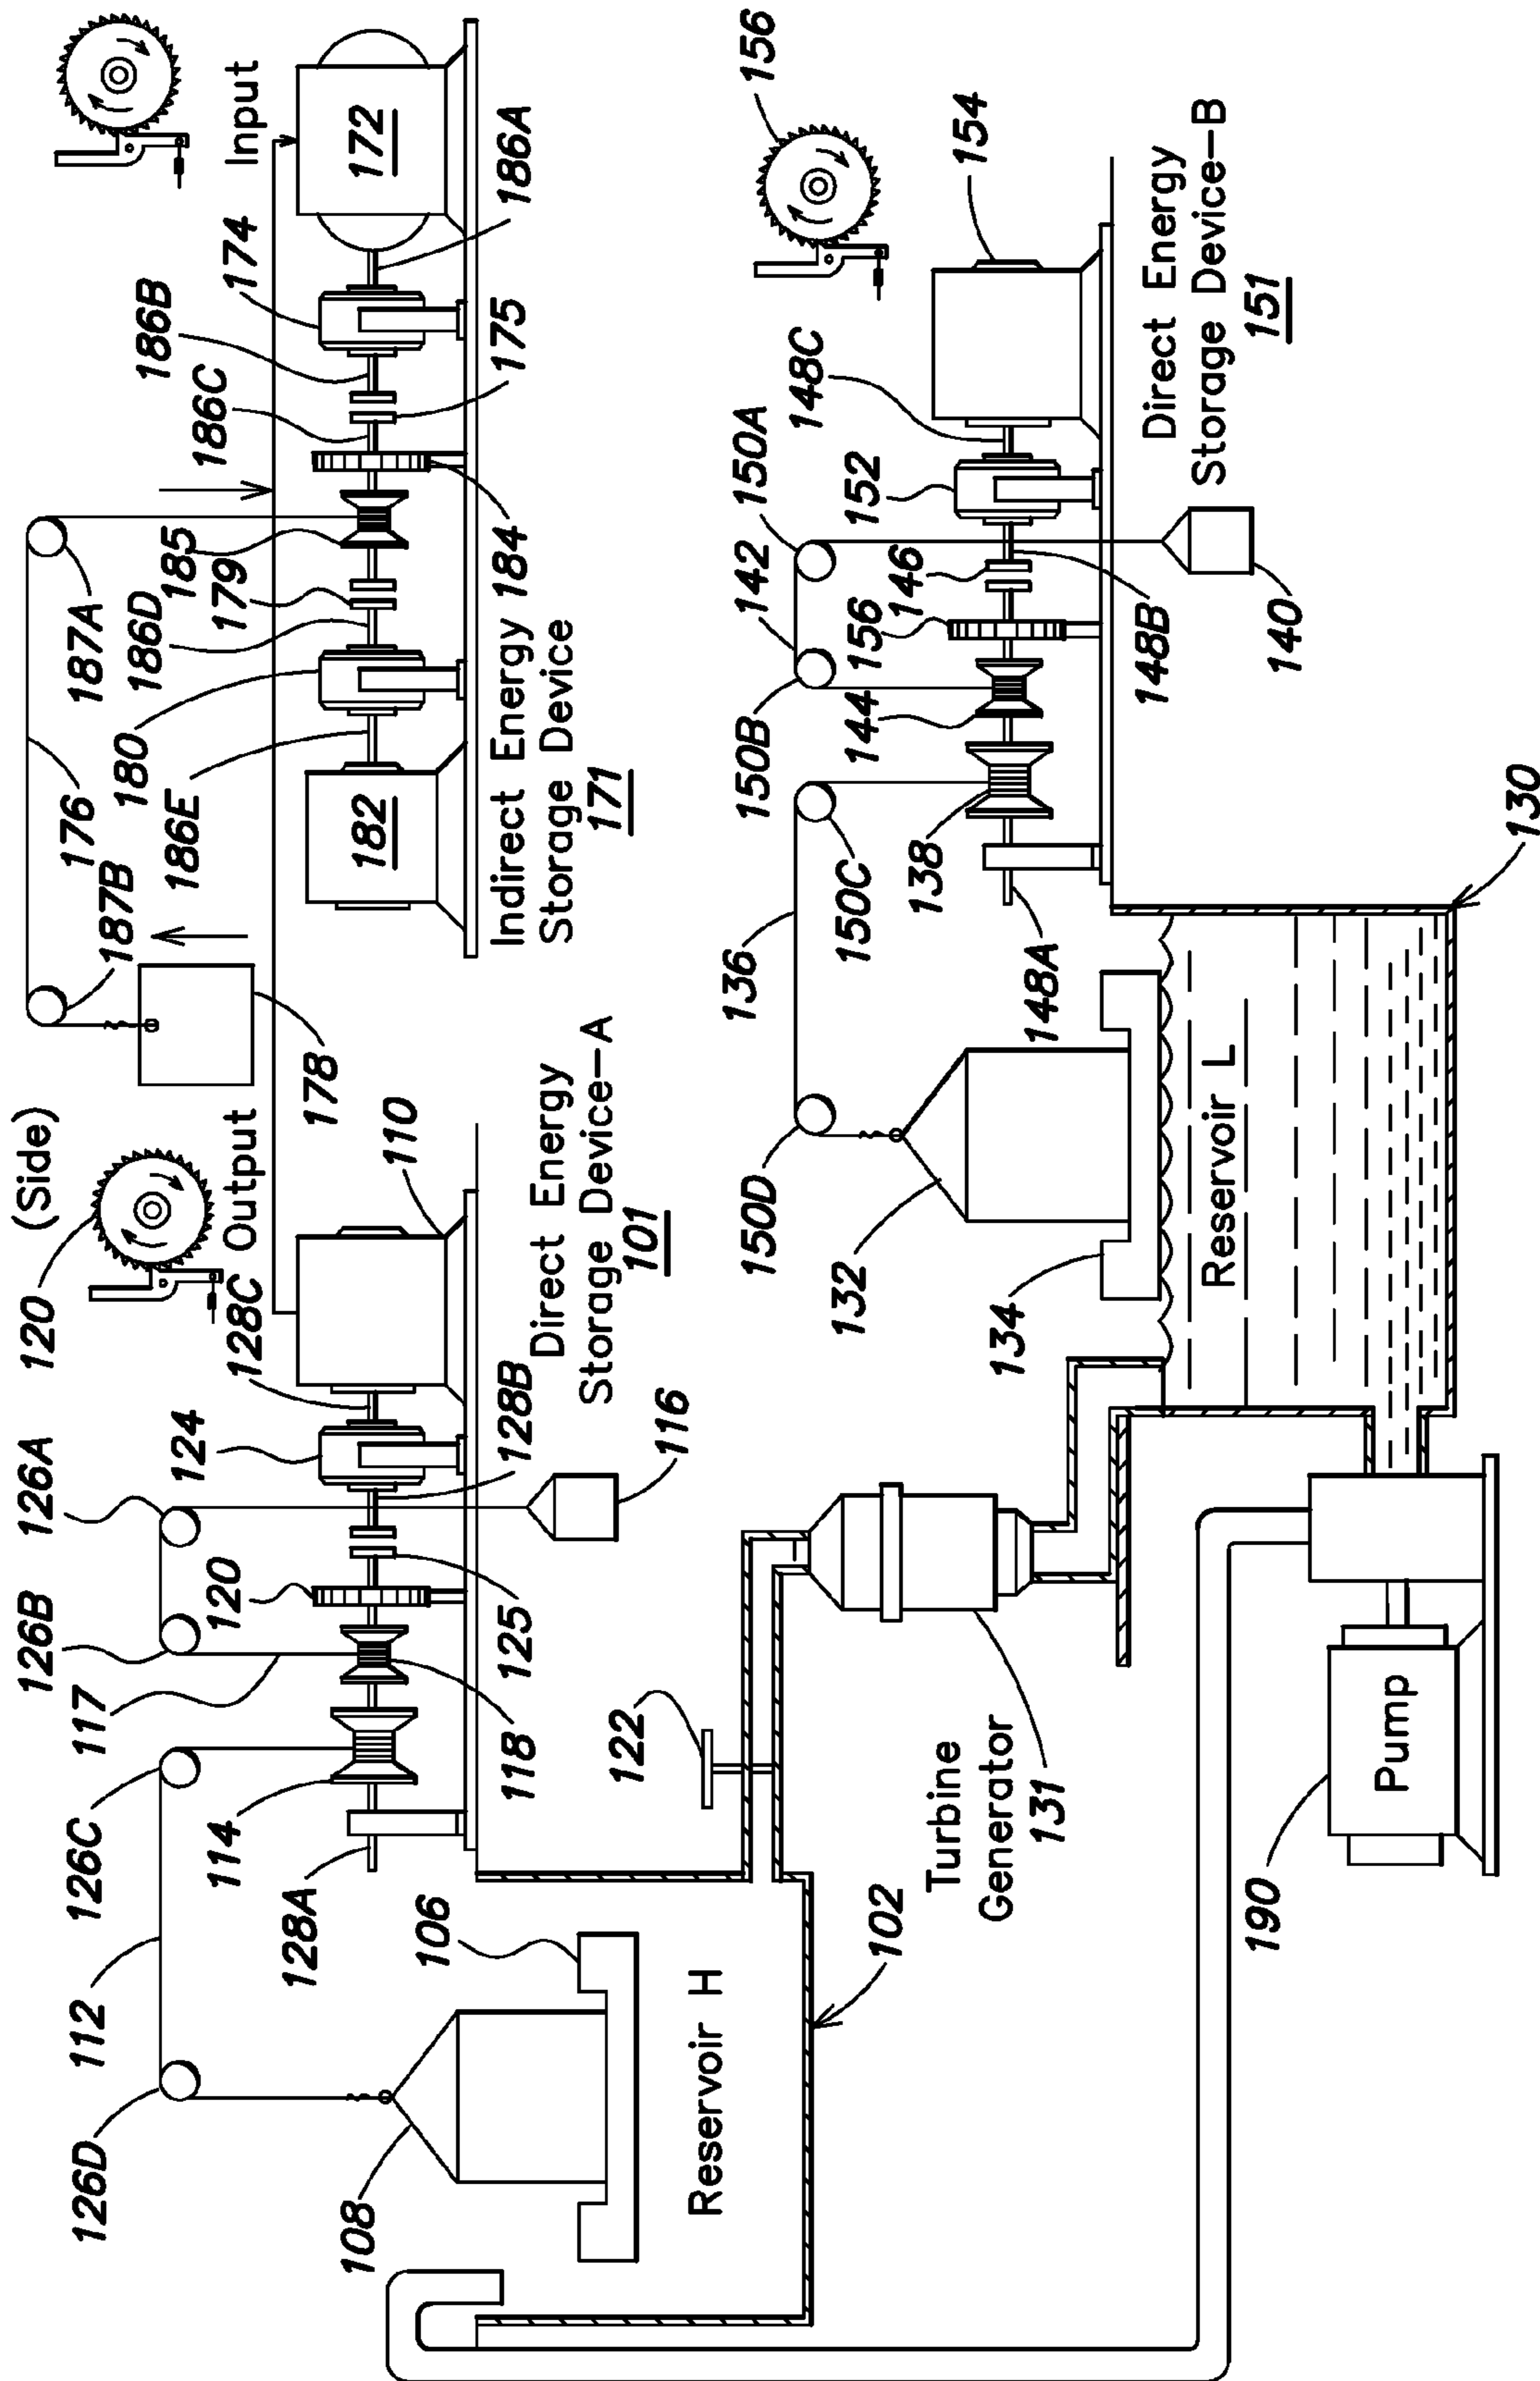 (Side)
120
Output
128C
126A
124
126B
120
117
126C
114
128A
112
126D
108
106
Reservoir H
102
118
125
128B
116
110
Direct Energy
Storage Device-A
101
122
Turbine
Generator
131
Pump
190
Input
172
186A
174
186B
175
186C
184
185
179
187A
186D
180
176
186E
187B
178
182
Indirect Energy
Storage Device
171
156
154
148C
152
150A
142
146
156
150B
144
138
150C
136
148A
150D
132
134
Reservoir L
130
148B
140
Direct Energy
Storage Device-B
151